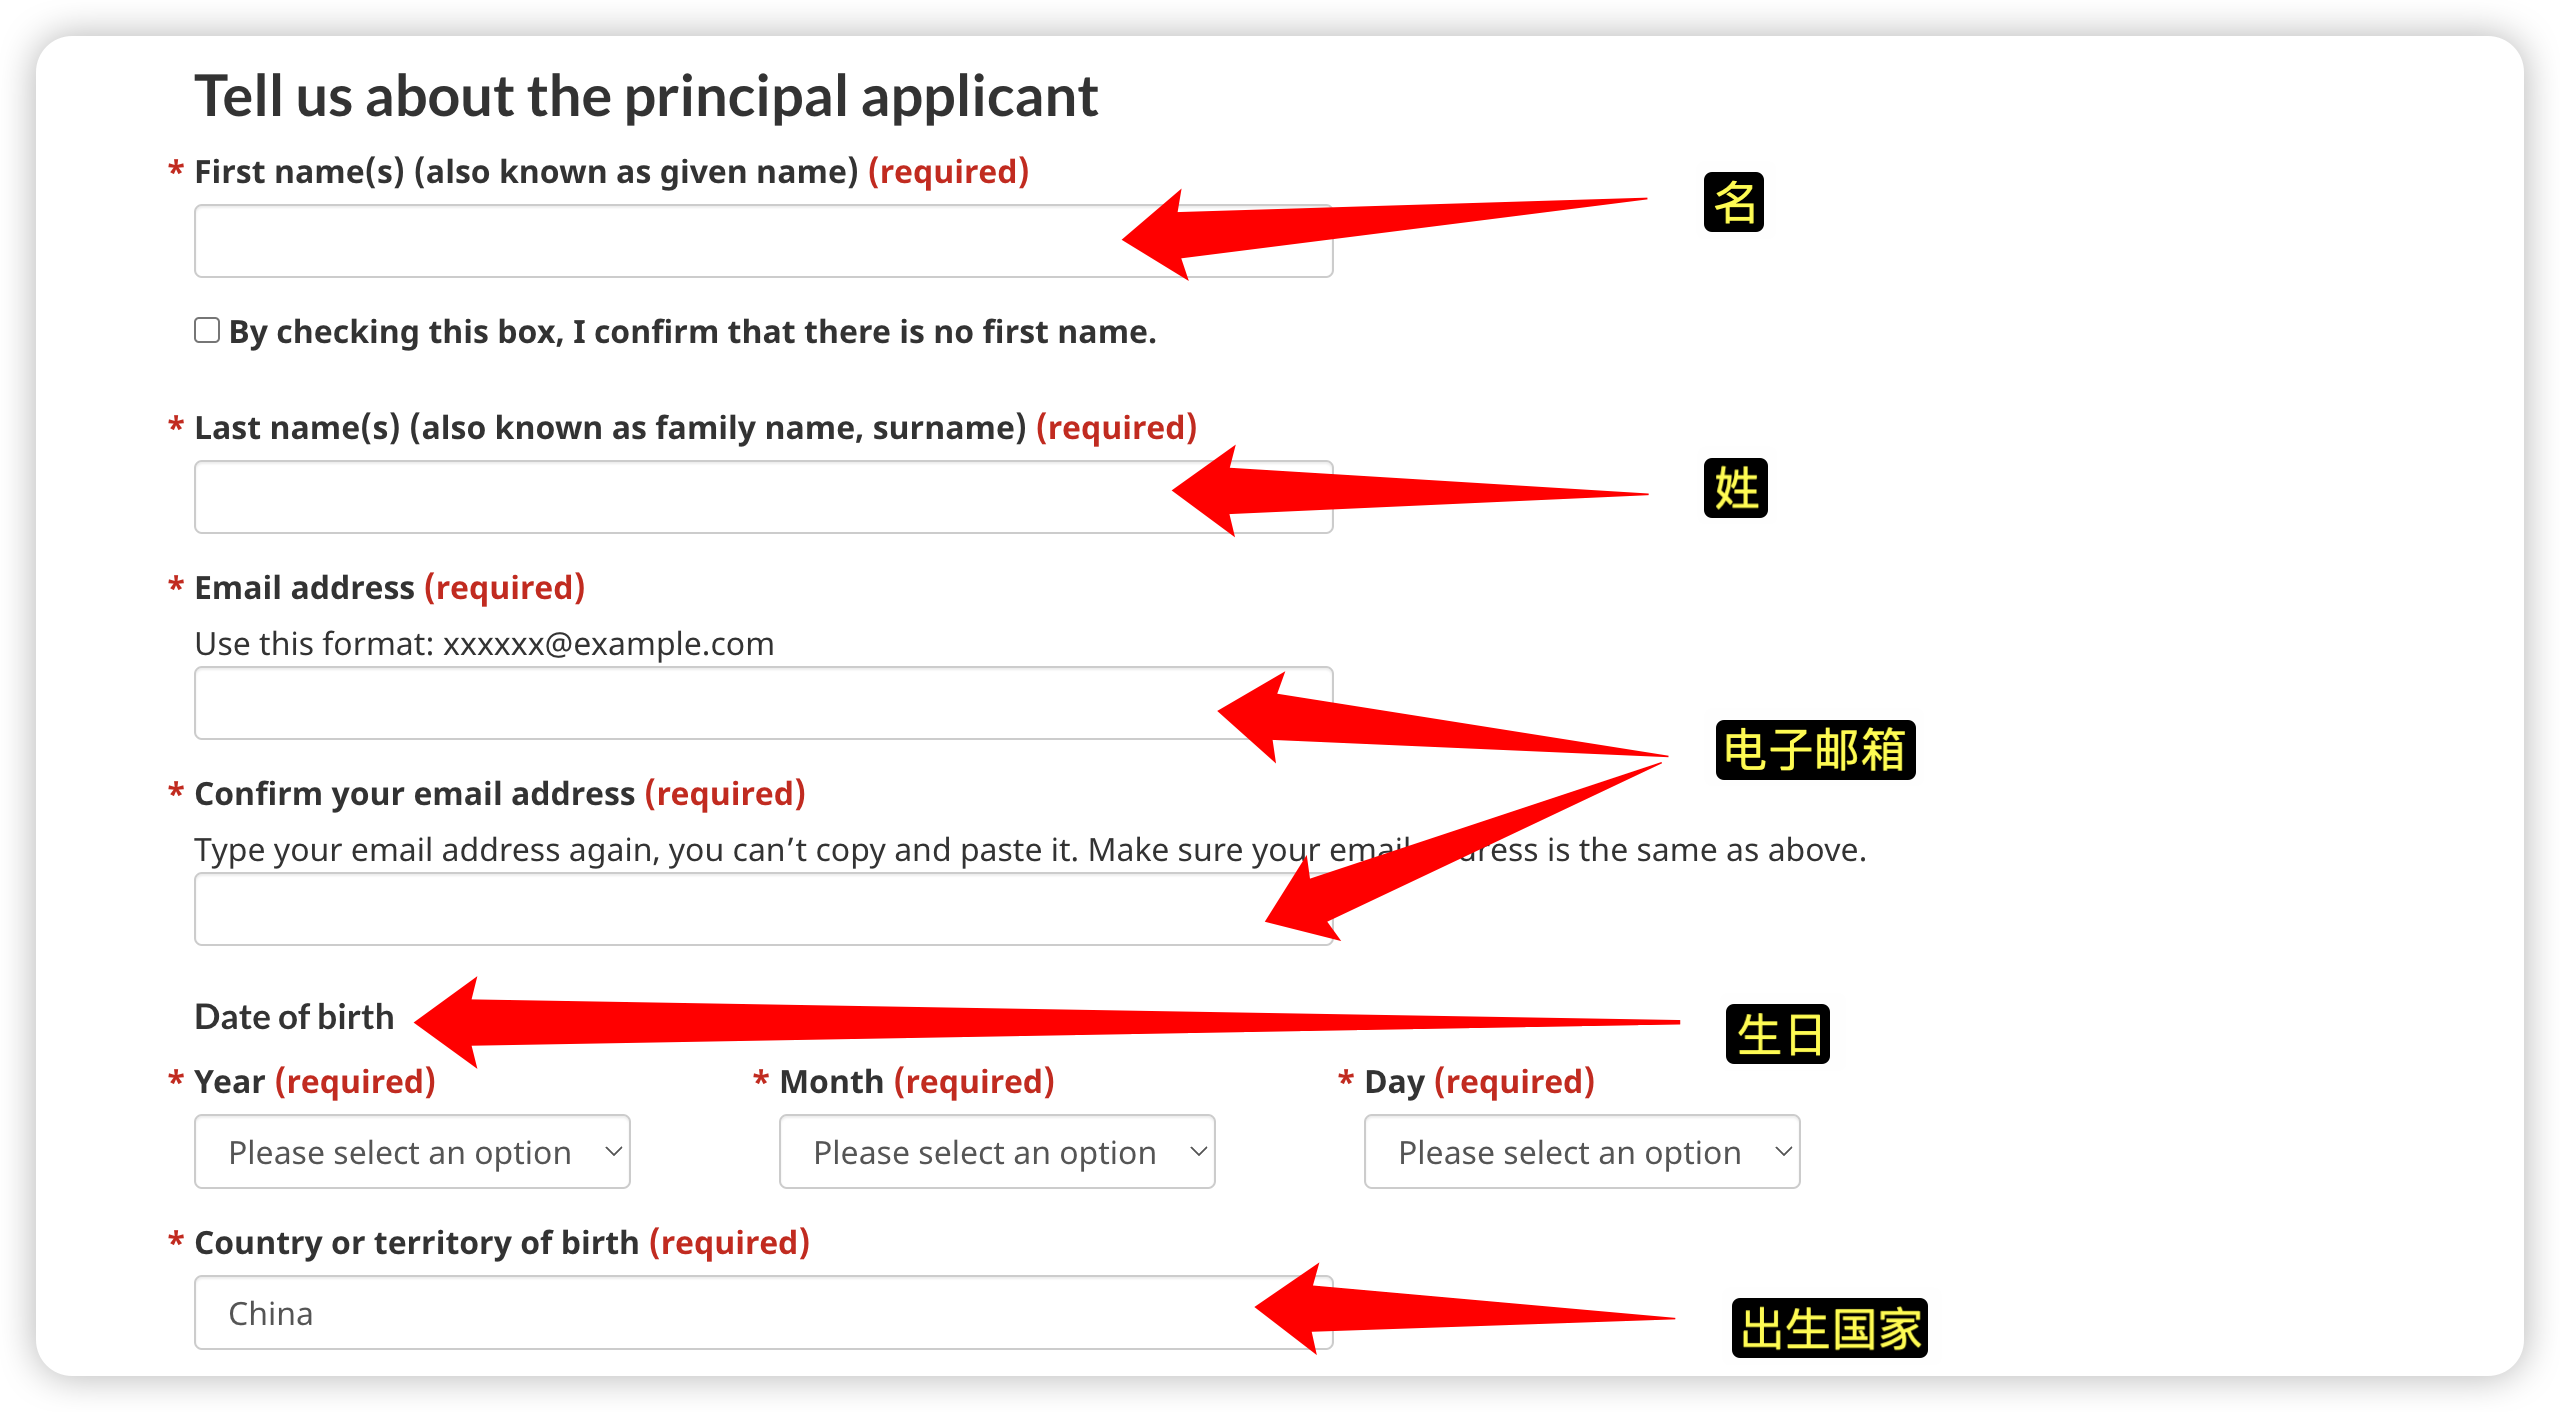 Tell us about the principal applicant
* First name(s) (also known as given name) (required)
名
By checking this box, I confirm that there is no first name.
* Last name(s) (also known as family name, surname) (required)
姓
* Email address (required)
Use this format: xxxxxx@example.com
电子邮箱
* Confirm your email address (required)
Type your email address again, you can’t copy and paste it. Make sure your email is the same as above.
Date of birth
生日
* Year (required) * Month (required) * Day (required)
Please select an option Please select an option Please select an option
* Country or territory of birth (required)
China
出生国家